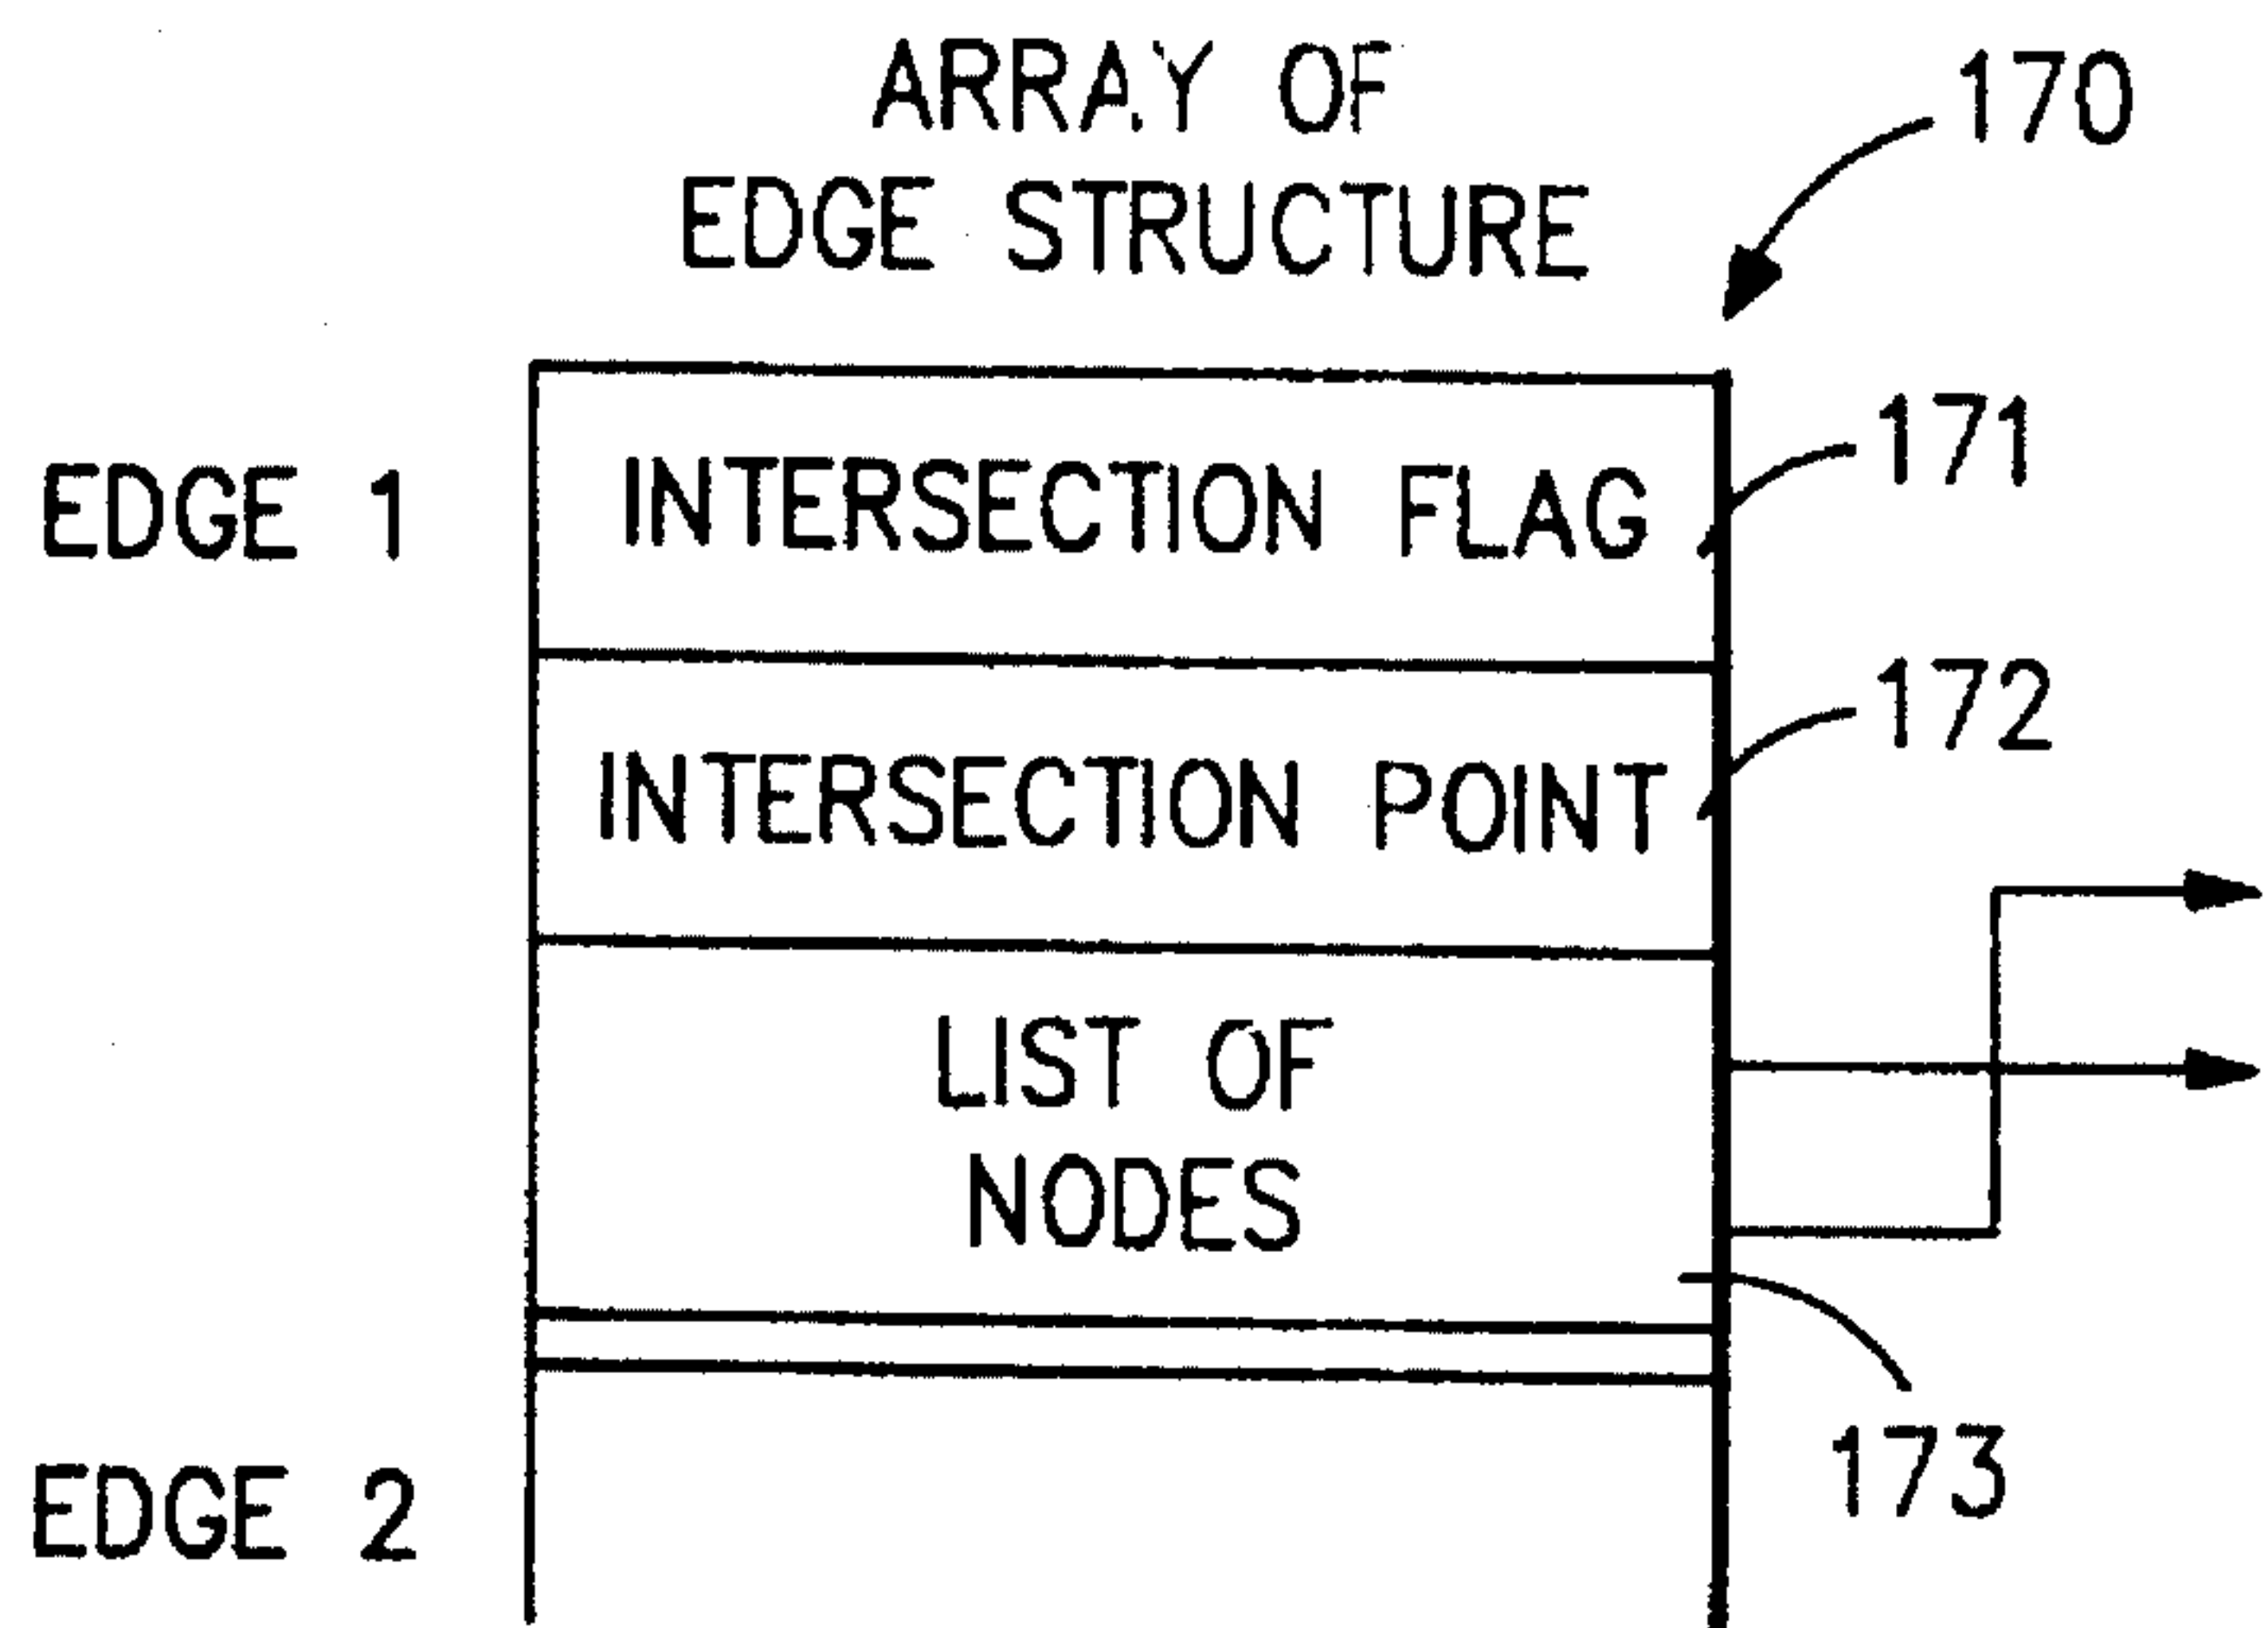 ARRAY OF
EDGE STRUCTURE
170
EDGE 1
INTERSECTION FLAG
171
INTERSECTION POINT
172
LIST OF
NODES
173
EDGE 2